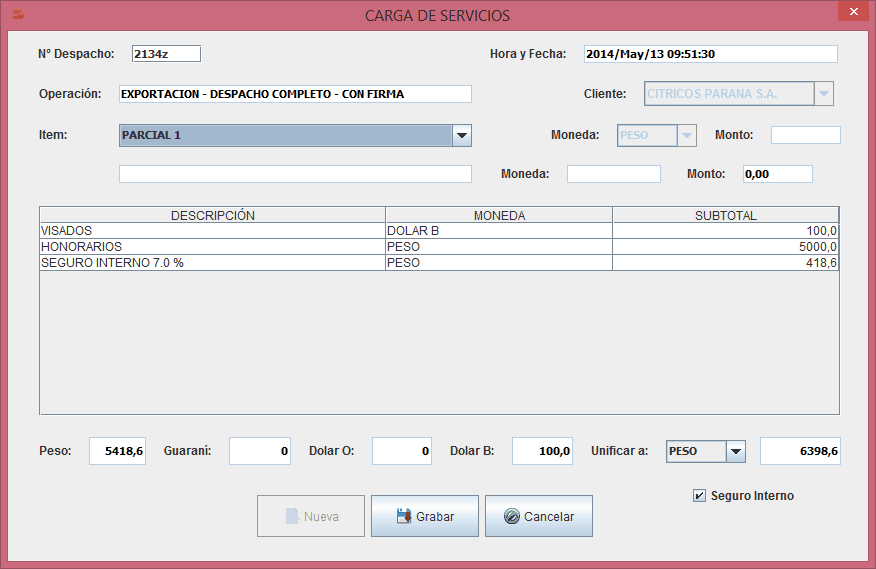 CARGA DE SERVICIOS
N° Despacho: 2134z Hora y Fecha: 2014/May/13 09:51:30
Operación: EXPORTACION - DESPACHO COMPLETO - CON FIRMA Cliente: CITRICOS PARANA S.A.
Item: PARCIAL 1 Moneda: PESO Monto:
Moneda: Monto: 0,00
DESCRIPCIÓN MONEDA SUBTOTAL
VISADOS DOLAR B 100,0
HONORARIOS PESO 5000,0
SEGURO INTERNO 7.0 % PESO 418,6
Peso: 5418,6 Guaraní: 0 Dolar O: 0 Dolar B: 100,0 Unificar a: PESO 6398,6
Seguro Interno
Nueva Grabar Cancelar